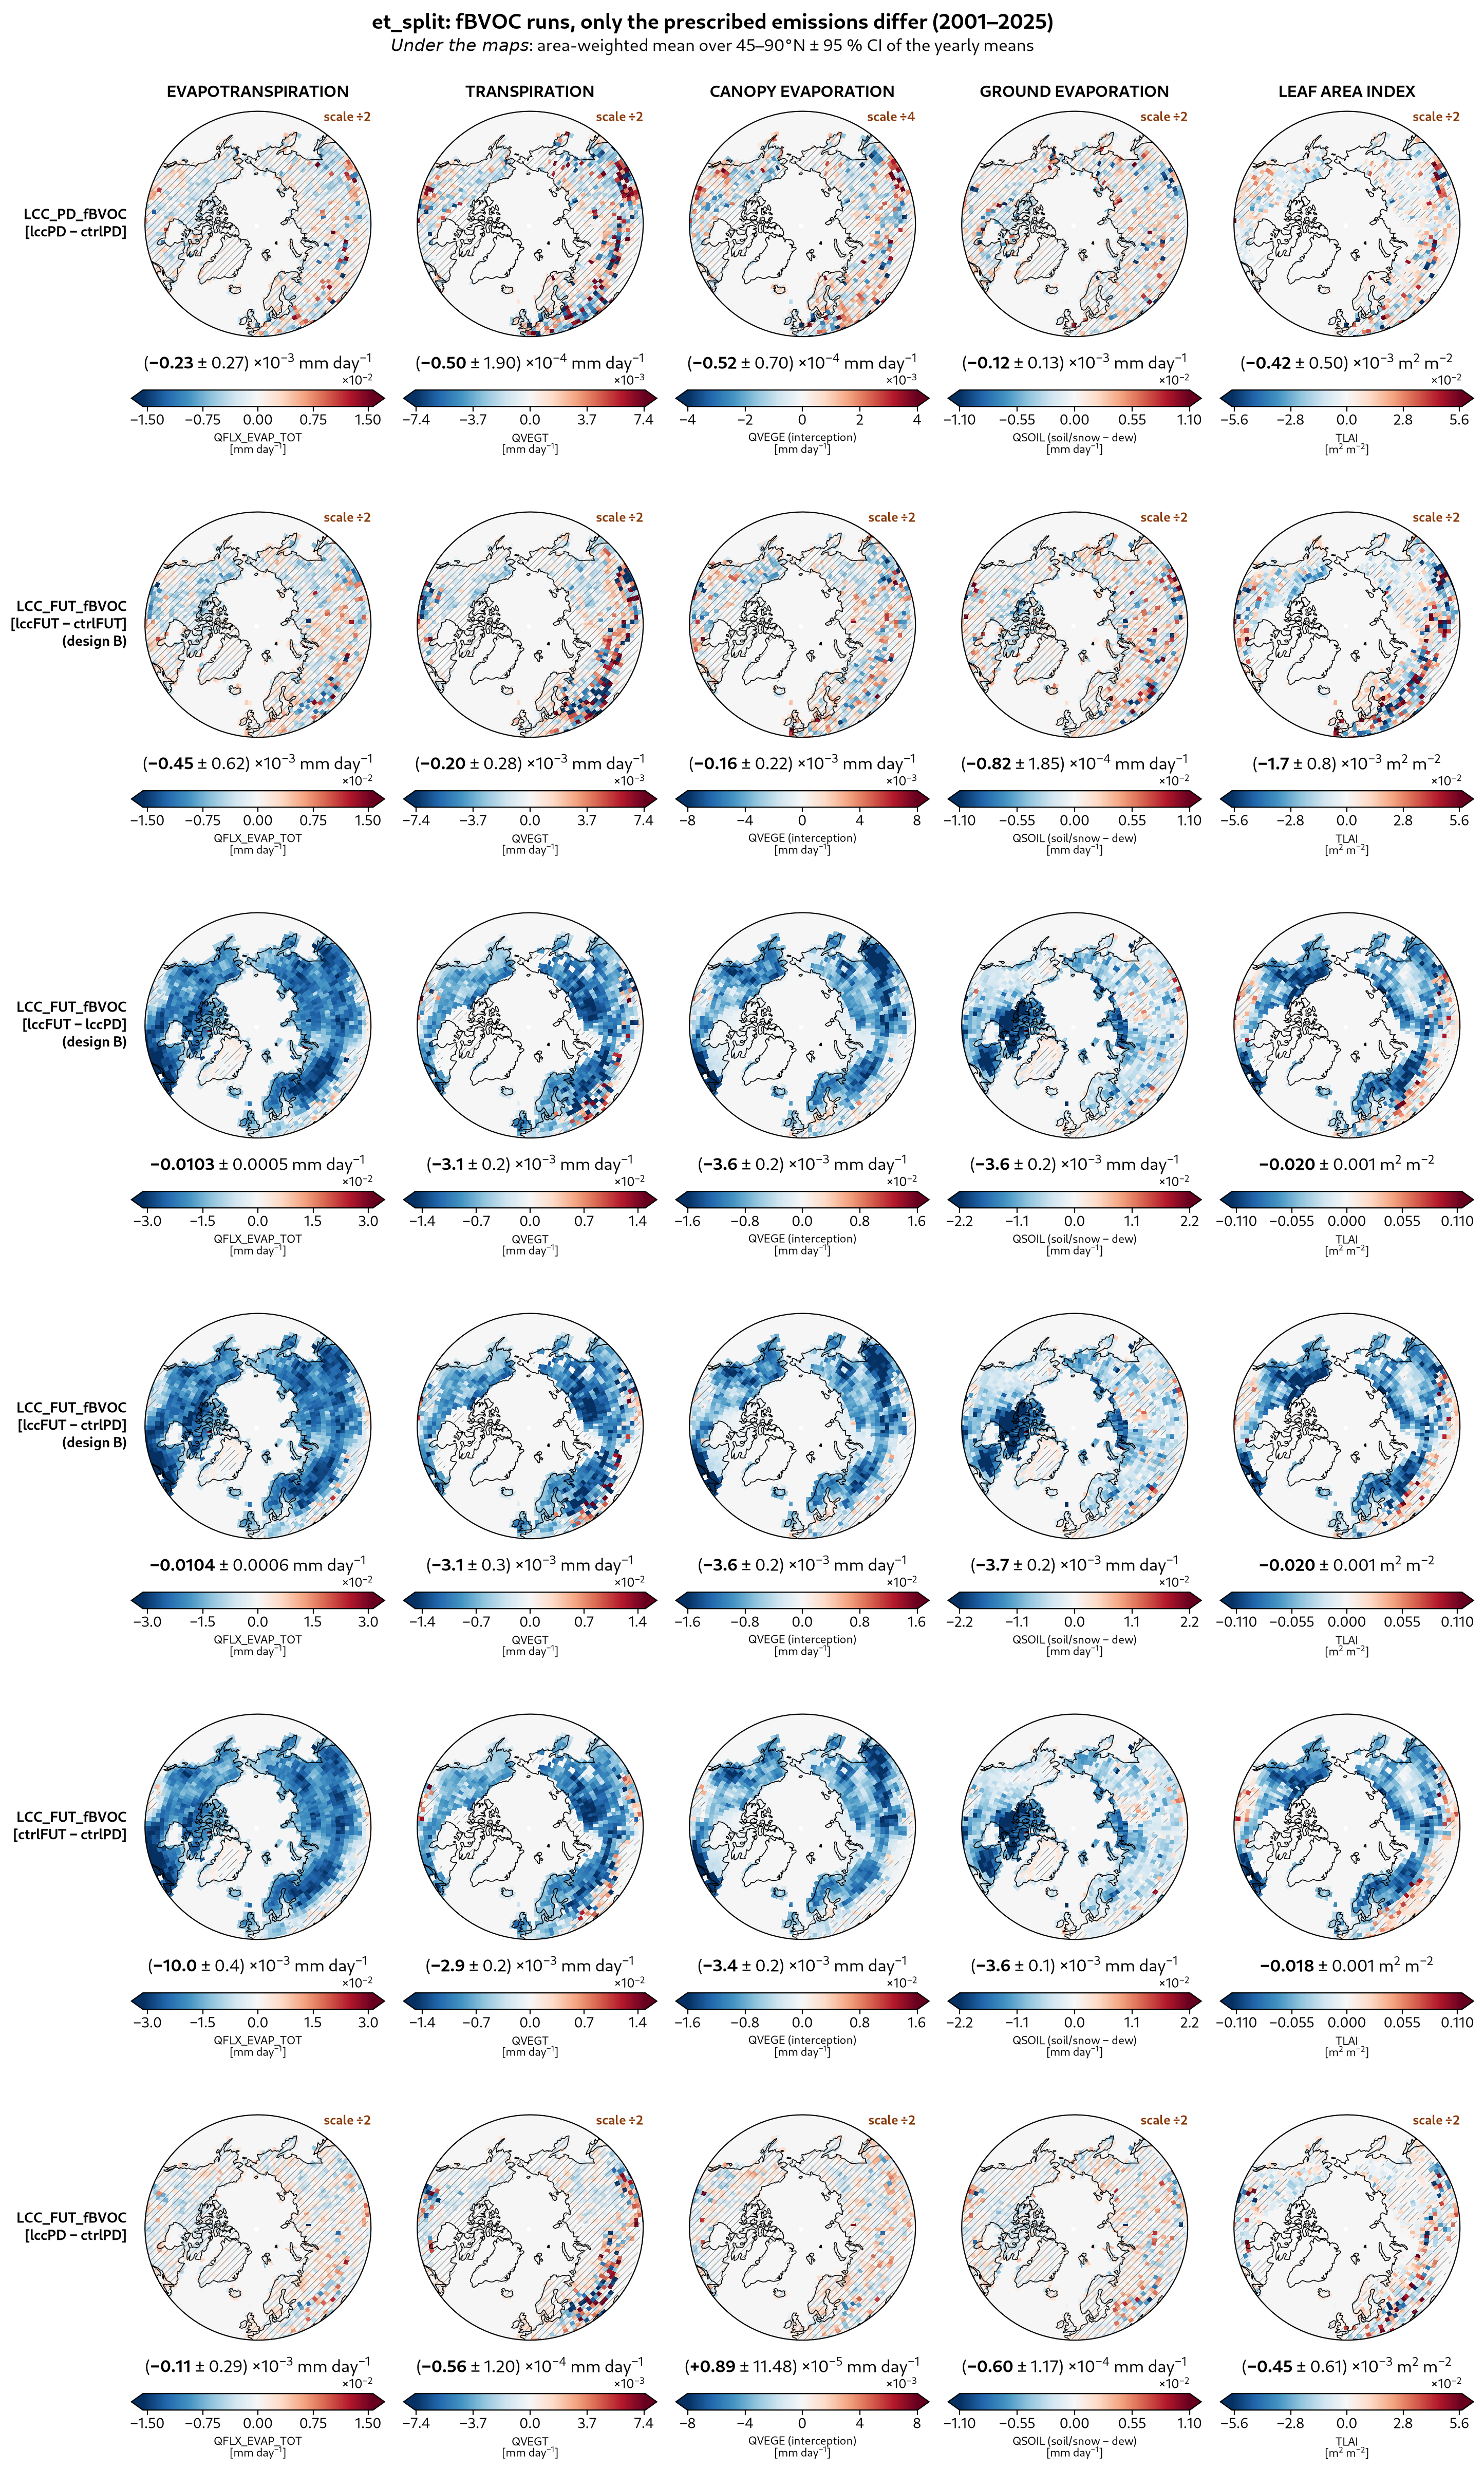 et_split: fBVOC runs, only the prescribed emissions differ (2001–2025)
Under the maps: area-weighted mean over 45–90°N ± 95 % CI of the yearly means
EVAPOTRANSPIRATION TRANSPIRATION CANOPY EVAPORATION GROUND EVAPORATION LEAF AREA INDEX
scale ÷2 scale ÷2 scale ÷4 scale ÷2 scale ÷2
LCC_PD_fBVOC
[lccPD − ctrlPD]
(−0.23 ± 0.27) ×10⁻³ mm day⁻¹ (−0.50 ± 1.90) ×10⁻⁴ mm day⁻¹ (−0.52 ± 0.70) ×10⁻⁴ mm day⁻¹ (−0.12 ± 0.13) ×10⁻³ mm day⁻¹ (−0.42 ± 0.50) ×10⁻³ m² m⁻²
×10⁻² ×10⁻³ ×10⁻³ ×10⁻² ×10⁻²
−1.50 −0.75 0.00 0.75 1.50 −7.4 −3.7 0.0 3.7 7.4 −4 −2 0 2 4 −1.10 −0.55 0.00 0.55 1.10 −5.6 −2.8 0.0 2.8 5.6
QFLX_EVAP_TOT QVEGT QVEGE (interception) QSOIL (soil/snow − dew) TLAI
[mm day⁻¹] [mm day⁻¹] [mm day⁻¹] [mm day⁻¹] [m² m⁻²]
scale ÷2 scale ÷2 scale ÷2 scale ÷2 scale ÷2
LCC_FUT_fBVOC
[lccFUT − ctrlFUT]
(design B)
(−0.45 ± 0.62) ×10⁻³ mm day⁻¹ (−0.20 ± 0.28) ×10⁻³ mm day⁻¹ (−0.16 ± 0.22) ×10⁻³ mm day⁻¹ (−0.82 ± 1.85) ×10⁻⁴ mm day⁻¹ (−1.7 ± 0.8) ×10⁻³ m² m⁻²
×10⁻² ×10⁻³ ×10⁻³ ×10⁻² ×10⁻²
−1.50 −0.75 0.00 0.75 1.50 −7.4 −3.7 0.0 3.7 7.4 −8 −4 0 4 8 −1.10 −0.55 0.00 0.55 1.10 −5.6 −2.8 0.0 2.8 5.6
QFLX_EVAP_TOT QVEGT QVEGE (interception) QSOIL (soil/snow − dew) TLAI
[mm day⁻¹] [mm day⁻¹] [mm day⁻¹] [mm day⁻¹] [m² m⁻²]
LCC_FUT_fBVOC
[lccFUT − lccPD]
(design B)
−0.0103 ± 0.0005 mm day⁻¹ (−3.1 ± 0.2) ×10⁻³ mm day⁻¹ (−3.6 ± 0.2) ×10⁻³ mm day⁻¹ (−3.6 ± 0.2) ×10⁻³ mm day⁻¹ −0.020 ± 0.001 m² m⁻²
×10⁻² ×10⁻² ×10⁻² ×10⁻²
−3.0 −1.5 0.0 1.5 3.0 −1.4 −0.7 0.0 0.7 1.4 −1.6 −0.8 0.0 0.8 1.6 −2.2 −1.1 0.0 1.1 2.2 −0.110 −0.055 0.000 0.055 0.110
QFLX_EVAP_TOT QVEGT QVEGE (interception) QSOIL (soil/snow − dew) TLAI
[mm day⁻¹] [mm day⁻¹] [mm day⁻¹] [mm day⁻¹] [m² m⁻²]
LCC_FUT_fBVOC
[lccFUT − ctrlPD]
(design B)
−0.0104 ± 0.0006 mm day⁻¹ (−3.1 ± 0.3) ×10⁻³ mm day⁻¹ (−3.6 ± 0.2) ×10⁻³ mm day⁻¹ (−3.7 ± 0.2) ×10⁻³ mm day⁻¹ −0.020 ± 0.001 m² m⁻²
×10⁻² ×10⁻² ×10⁻² ×10⁻²
−3.0 −1.5 0.0 1.5 3.0 −1.4 −0.7 0.0 0.7 1.4 −1.6 −0.8 0.0 0.8 1.6 −2.2 −1.1 0.0 1.1 2.2 −0.110 −0.055 0.000 0.055 0.110
QFLX_EVAP_TOT QVEGT QVEGE (interception) QSOIL (soil/snow − dew) TLAI
[mm day⁻¹] [mm day⁻¹] [mm day⁻¹] [mm day⁻¹] [m² m⁻²]
LCC_FUT_fBVOC
[ctrlFUT − ctrlPD]
(−10.0 ± 0.4) ×10⁻³ mm day⁻¹ (−2.9 ± 0.2) ×10⁻³ mm day⁻¹ (−3.4 ± 0.2) ×10⁻³ mm day⁻¹ (−3.6 ± 0.1) ×10⁻³ mm day⁻¹ −0.018 ± 0.001 m² m⁻²
×10⁻² ×10⁻² ×10⁻² ×10⁻²
−3.0 −1.5 0.0 1.5 3.0 −1.4 −0.7 0.0 0.7 1.4 −1.6 −0.8 0.0 0.8 1.6 −2.2 −1.1 0.0 1.1 2.2 −0.110 −0.055 0.000 0.055 0.110
QFLX_EVAP_TOT QVEGT QVEGE (interception) QSOIL (soil/snow − dew) TLAI
[mm day⁻¹] [mm day⁻¹] [mm day⁻¹] [mm day⁻¹] [m² m⁻²]
scale ÷2 scale ÷2 scale ÷2 scale ÷2 scale ÷2
LCC_FUT_fBVOC
[lccPD − ctrlPD]
(−0.11 ± 0.29) ×10⁻³ mm day⁻¹ (−0.56 ± 1.20) ×10⁻⁴ mm day⁻¹ (+0.89 ± 11.48) ×10⁻⁵ mm day⁻¹ (−0.60 ± 1.17) ×10⁻⁴ mm day⁻¹ (−0.45 ± 0.61) ×10⁻³ m² m⁻²
×10⁻² ×10⁻³ ×10⁻³ ×10⁻² ×10⁻²
−1.50 −0.75 0.00 0.75 1.50 −7.4 −3.7 0.0 3.7 7.4 −8 −4 0 4 8 −1.10 −0.55 0.00 0.55 1.10 −5.6 −2.8 0.0 2.8 5.6
QFLX_EVAP_TOT QVEGT QVEGE (interception) QSOIL (soil/snow − dew) TLAI
[mm day⁻¹] [mm day⁻¹] [mm day⁻¹] [mm day⁻¹] [m² m⁻²]